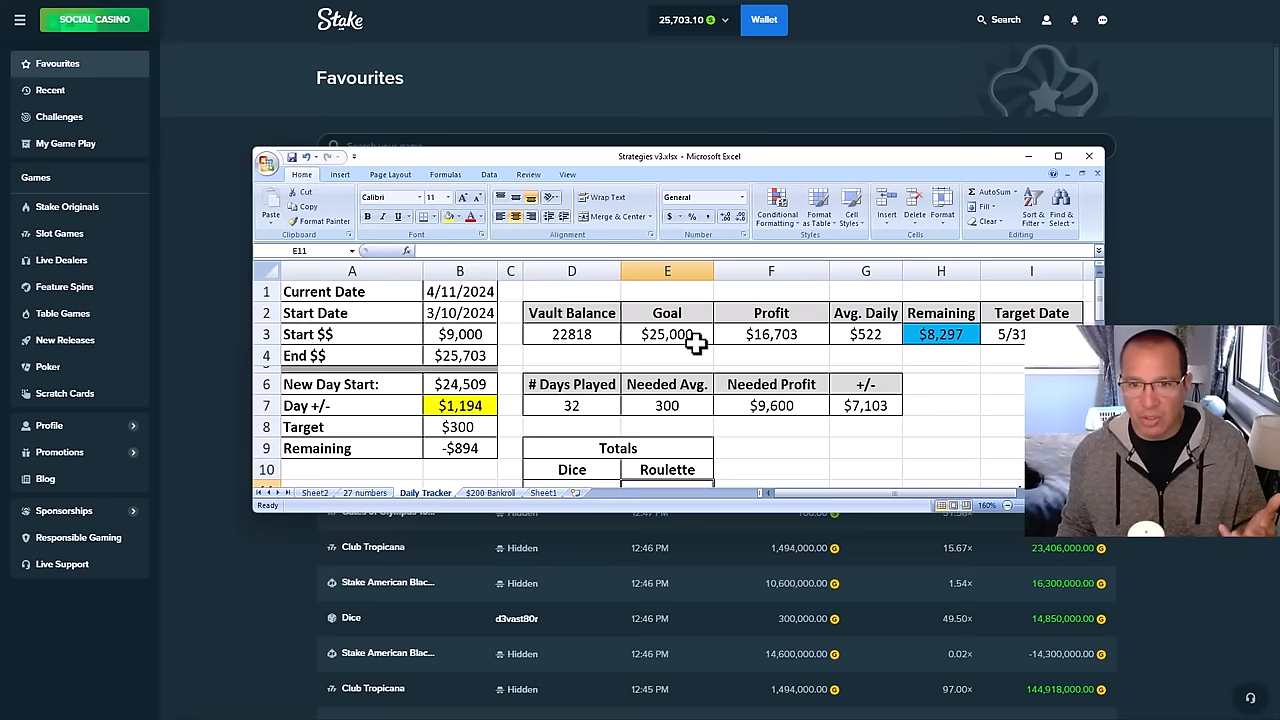 SOCIAL CASINO
Stake
25,703.10
Wallet
Search
Favourites
Recent
Challenges
My Game Play
Games
Stake Originals
Slot Games
Live Dealers
Feature Spins
Table Games
New Releases
Poker
Scratch Cards
Profile
Promotions
Blog
Sponsorships
Responsible Gaming
Live Support
Favourites
Strategies v3.xlsx - Microsoft Excel
Home Insert Page Layout Formulas Data Review View
Paste
Cut
Copy
Format Painter
Clipboard
Calibri 11
B I U
Font
Wrap Text
Merge & Center
Alignment
General
$ % ,
Number
Conditional Formatting
Format as Table
Cell Styles
Styles
Insert Delete Format
Cells
AutoSum
Fill
Clear
Sort & Filter
Find & Select
Editing
E11 fx
A B C D E F G H I
1 Current Date 4/11/2024
2 Start Date 3/10/2024 Vault Balance Goal Profit Avg. Daily Remaining Target Date
3 Start $$ $9,000 22818 $25,000 $16,703 $522 $8,297 5/31
4 End $$ $25,703
6 New Day Start: $24,509 # Days Played Needed Avg. Needed Profit +/-
7 Day +/- $1,194 32 300 $9,600 $7,103
8 Target $300
9 Remaining -$894 Totals
10 Dice Roulette
Sheet2 27 numbers Daily Tracker $200 Bankroll Sheet1
Ready 160%
Club Tropicana Hidden 12:46 PM 1,494,000.00 15.67× 23,406,000.00
Stake American Blac... Hidden 12:46 PM 10,600,000.00 1.54× 16,300,000.00
Dice d3vast80r 12:46 PM 300,000.00 49.50× 14,850,000.00
Stake American Blac... Hidden 12:46 PM 14,600,000.00 0.02× -14,300,000.00
Club Tropicana Hidden 12:45 PM 1,494,000.00 97.00× 144,918,000.00